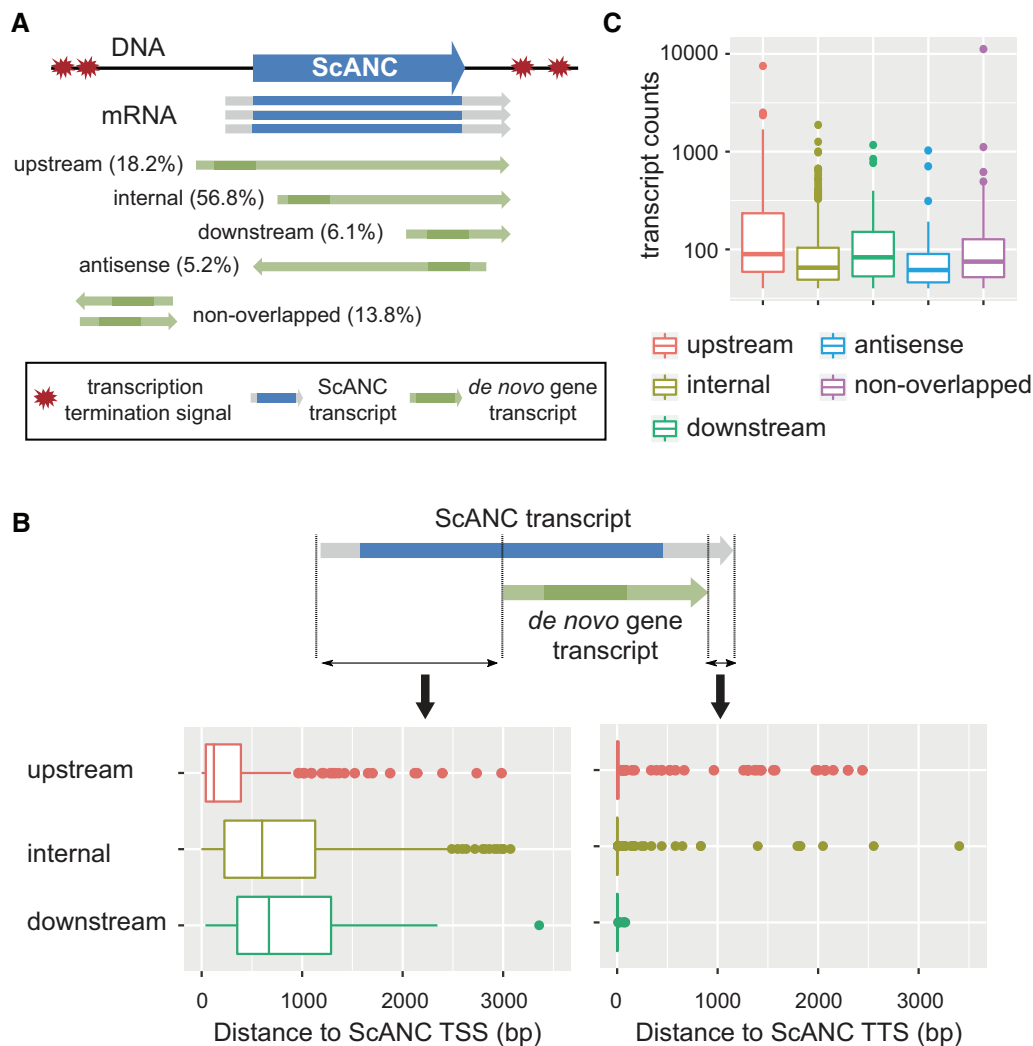 A
DNA
ScANC
mRNA
upstream (18.2%)
internal (56.8%)
downstream (6.1%)
antisense (5.2%)
non-overlapped (13.8%)
transcription
termination signal
ScANC
transcript
de novo gene
transcript
C
transcript counts
10000
1000
100
upstream
internal
downstream
antisense
non-overlapped
B
ScANC transcript
de novo gene
transcript
upstream
internal
downstream
0 1000 2000 3000
Distance to ScANC TSS (bp)
0 1000 2000 3000
Distance to ScANC TTS (bp)